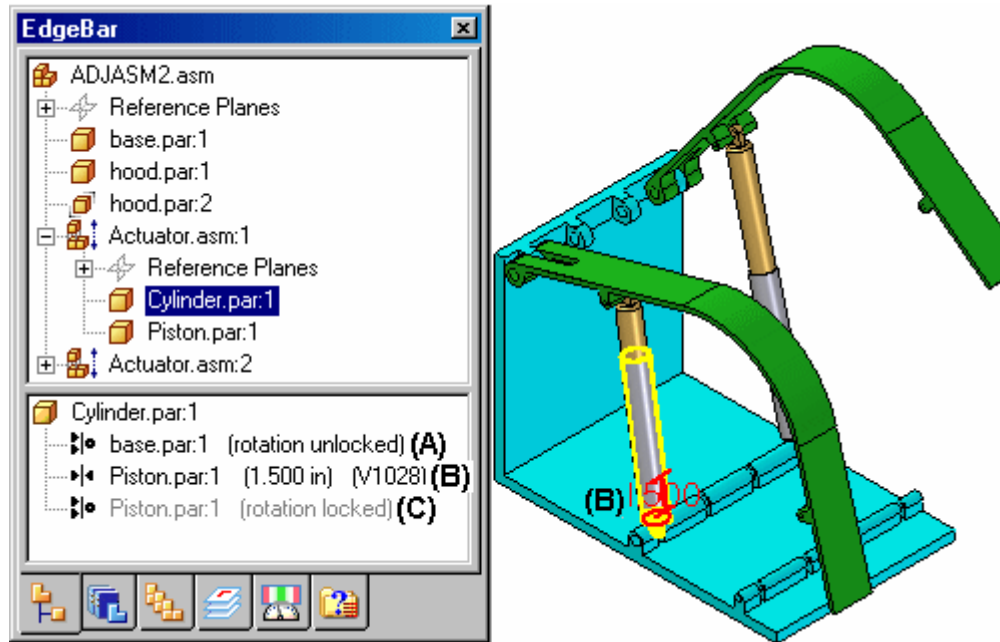 EdgeBar
ADJASM2.asm
Reference Planes
base.par:1
hood.par:1
hood.par:2
Actuator.asm:1
Reference Planes
Cylinder.par:1
Piston.par:1
Actuator.asm:2
Cylinder.par:1
base.par:1 (rotation unlocked) (A)
Piston.par:1 (1.500 in) (V1028) (B)
Piston.par:1 (rotation locked) (C)
(B) 1.500